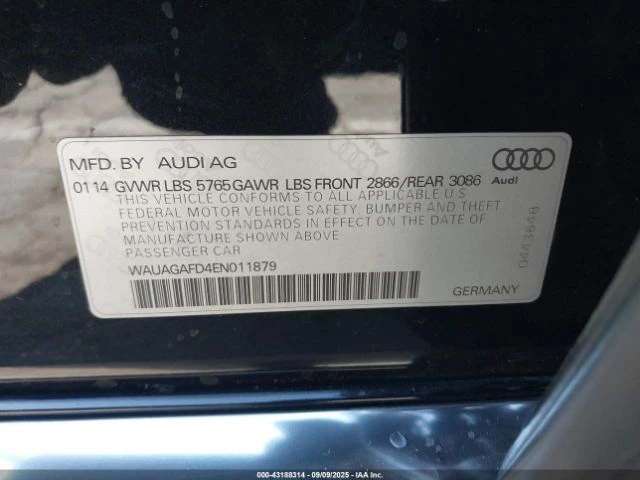 MFD. BY AUDI AG
0114 GVWR LBS 5765 GAWR LBS FRONT 2866/REAR 3086
Audi
THIS VEHICLE CONFORMS TO ALL APPLICABLE U.S
FEDERAL MOTOR VEHICLE SAFETY, BUMPER AND THEFT
PREVENTION STANDARDS IN EFFECT ON THE DATE OF
MANUFACTURE SHOWN ABOVE
PASSENGER CAR
WAUAGAFD4EN011879
GERMANY
0443648
000-43188314 - 09/09/2025 - IAAI.COM